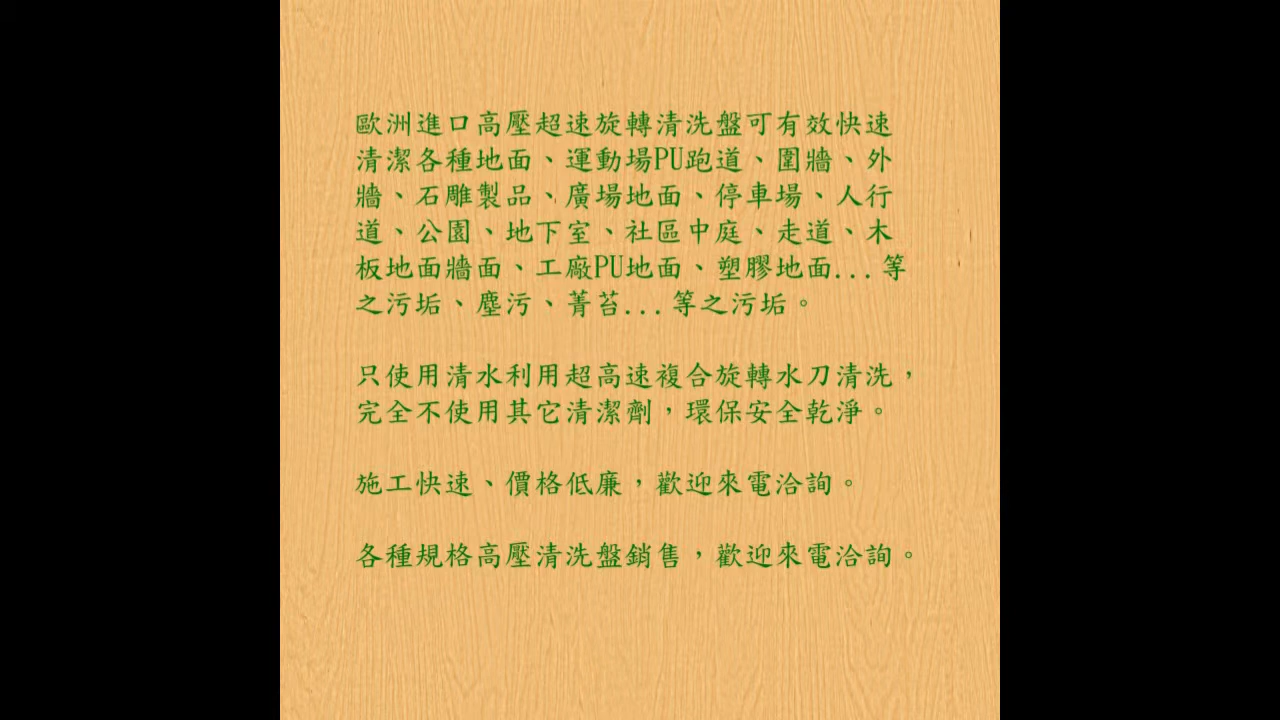 歐洲進口高壓超速旋轉清洗盤可有效快速
清潔各種地面、運動場PU跑道、圍牆、外
牆、石雕製品、廣場地面、停車場、人行
道、公園、地下室、社區中庭、走道、木
板地面牆面、工廠PU地面、塑膠地面...等
之污垢、塵污、菁苔...等之污垢。
只使用清水利用超高速複合旋轉水刀清洗，
完全不使用其它清潔劑，環保安全乾淨。
施工快速、價格低廉，歡迎來電洽詢。
各種規格高壓清洗盤銷售，歡迎來電洽詢。